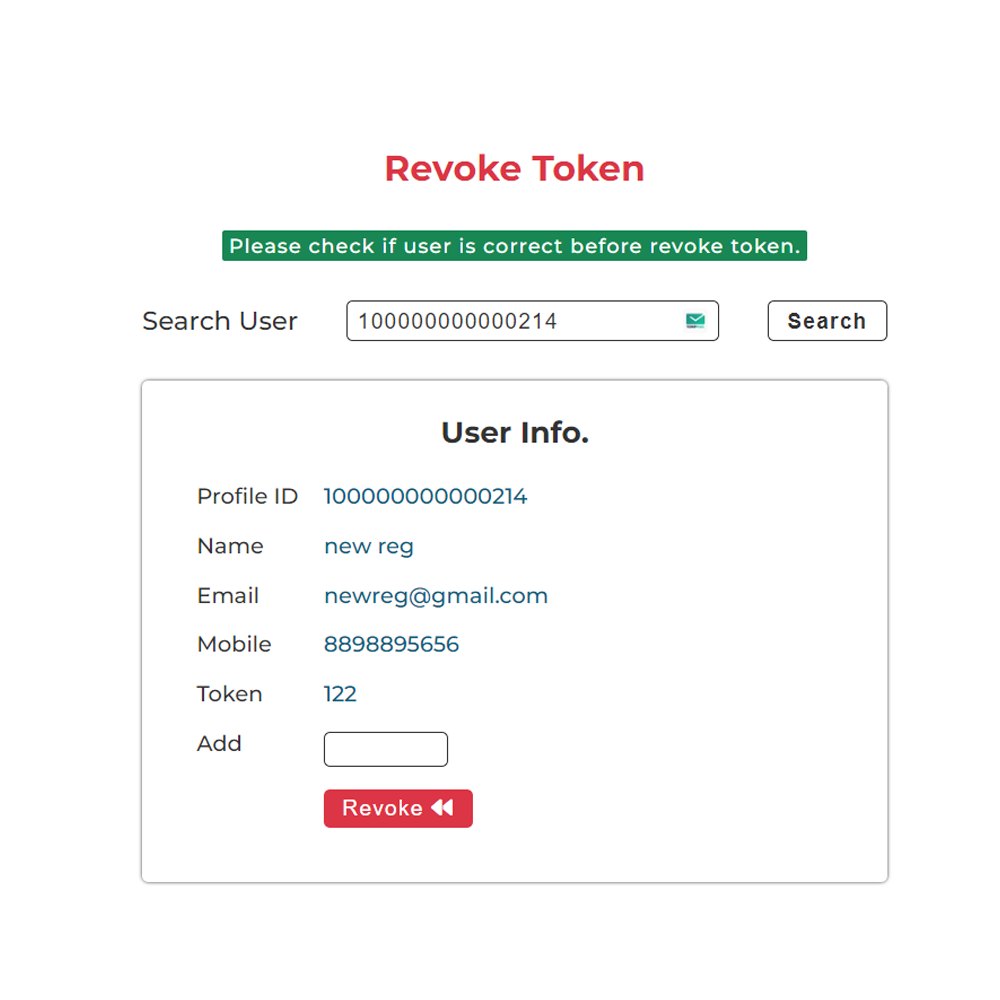 Revoke Token
Please check if user is correct before revoke token.
Search User 100000000000214 Search
User Info.
Profile ID 100000000000214
Name new reg
Email newreg@gmail.com
Mobile 8898895656
Token 122
Add
Revoke